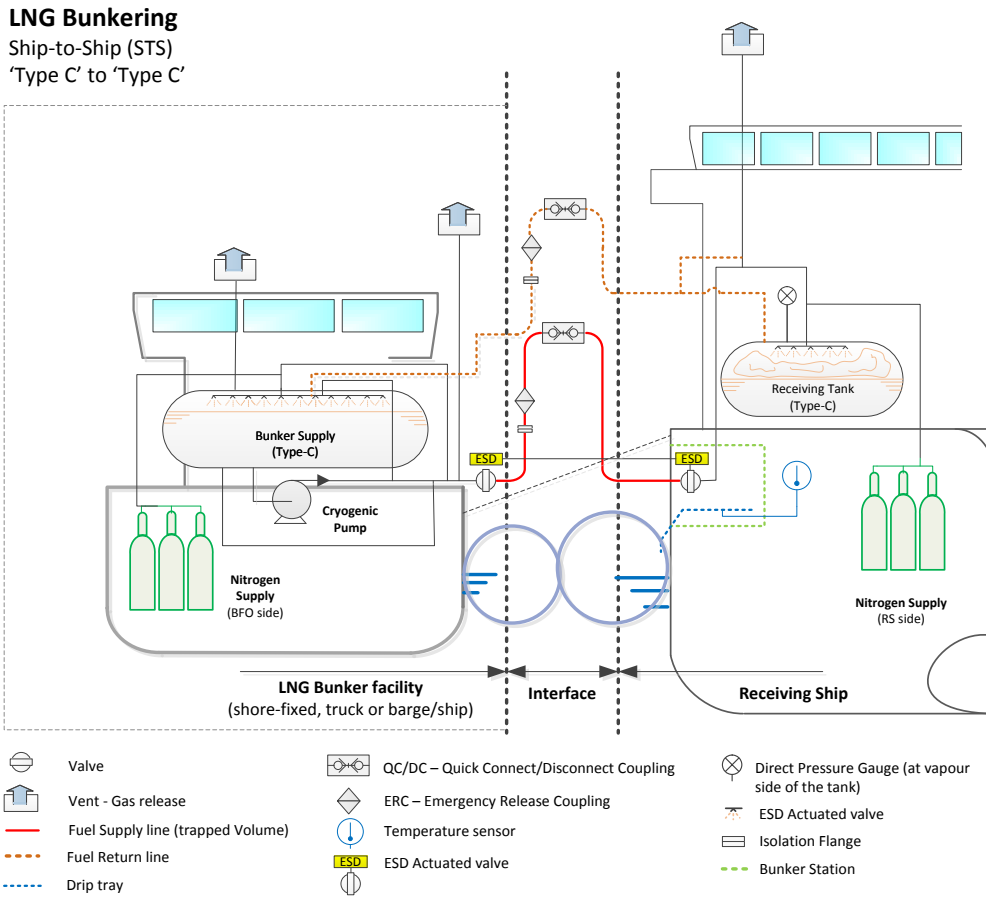 LNG Bunkering
Ship-to-Ship (STS)
‘Type C’ to ‘Type C’
Receiving Tank
(Type-C)
Bunker Supply
(Type-C)
ESD
ESD
Cryogenic
Pump
Nitrogen
Supply
(BFO side)
Nitrogen Supply
(RS side)
LNG Bunker facility
(shore-fixed, truck or barge/ship)
Interface
Receiving Ship
Valve
Vent - Gas release
Fuel Supply line (trapped Volume)
Fuel Return line
Drip tray
QC/DC – Quick Connect/Disconnect Coupling
ERC – Emergency Release Coupling
Temperature sensor
ESD
ESD Actuated valve
Direct Pressure Gauge (at vapour
side of the tank)
ESD Actuated valve
Isolation Flange
Bunker Station